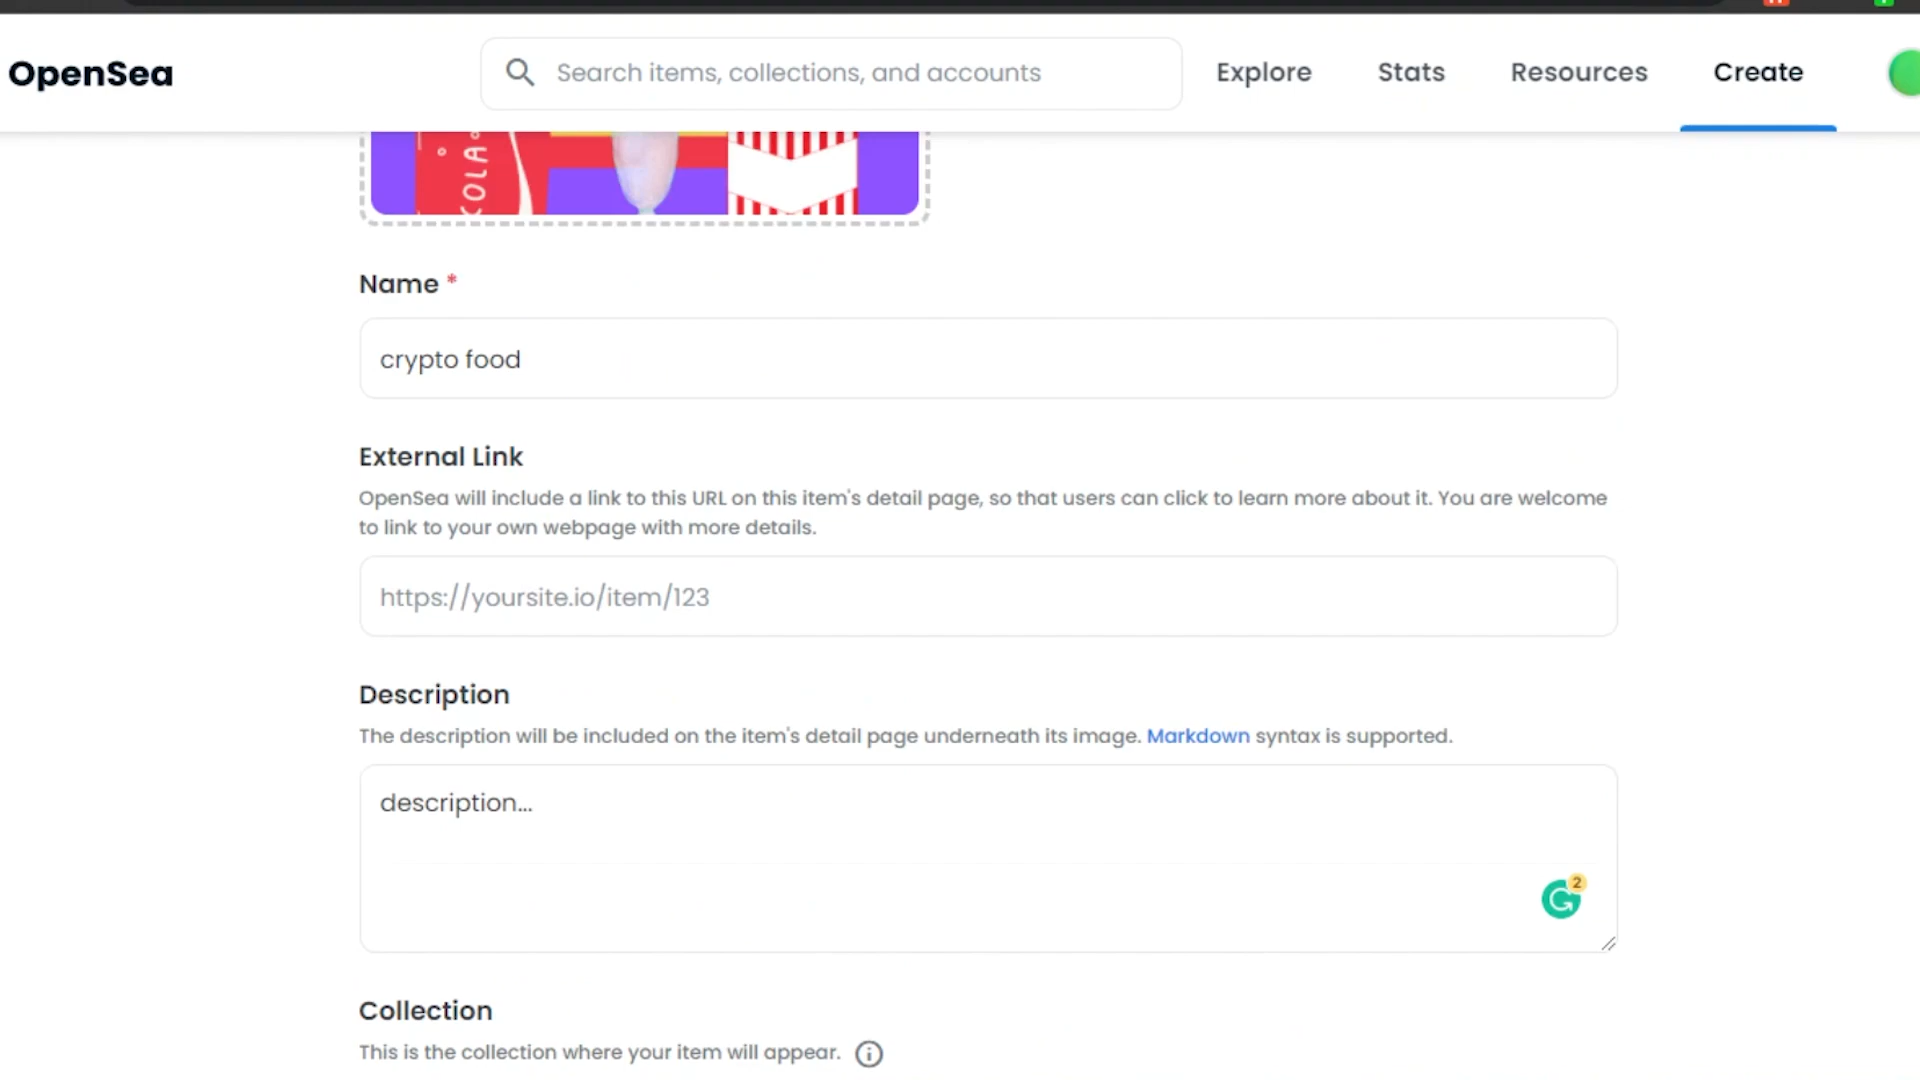 OpenSea
Search items, collections, and accounts
Explore
Stats
Resources
Create
COLA
Name *
crypto food
External Link
OpenSea will include a link to this URL on this item's detail page, so that users can click to learn more about it. You are welcome
to link to your own webpage with more details.
https://yoursite.io/item/123
Description
The description will be included on the item's detail page underneath its image. Markdown syntax is supported.
description...
2
Collection
This is the collection where your item will appear.